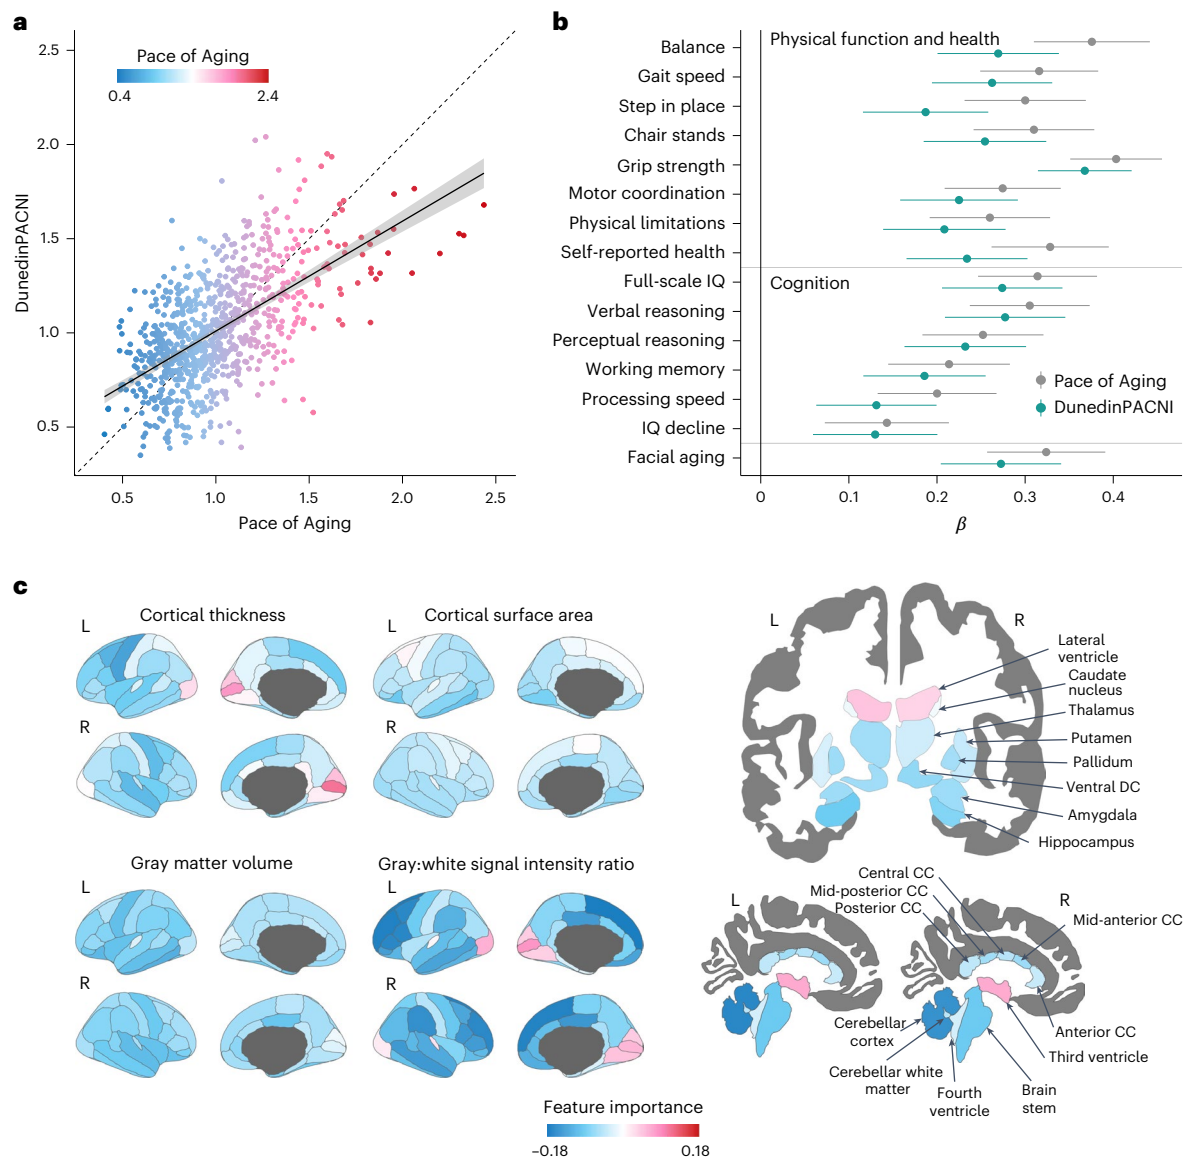 a
Pace of Aging
0.4
2.4
DunedinPACNI
2.5
2.0
1.5
1.0
0.5
0.5
1.0
1.5
2.0
2.5
Pace of Aging
b
Physical function and health
Balance
Gait speed
Step in place
Chair stands
Grip strength
Motor coordination
Physical limitations
Self-reported health
Cognition
Full-scale IQ
Verbal reasoning
Perceptual reasoning
Working memory
Processing speed
IQ decline
Facial aging
Pace of Aging
DunedinPACNI
0
0.1
0.2
0.3
0.4
β
c
Cortical thickness
L
R
Cortical surface area
L
R
Gray matter volume
L
R
Gray:white signal intensity ratio
L
R
Feature importance
−0.18
0.18
L
R
Lateral
ventricle
Caudate
nucleus
Thalamus
Putamen
Pallidum
Ventral DC
Amygdala
Hippocampus
L
R
Central CC
Mid-posterior CC
Posterior CC
Mid-anterior CC
Cerebellar
cortex
Cerebellar white
matter
Fourth
ventricle
Brain
stem
Anterior CC
Third ventricle